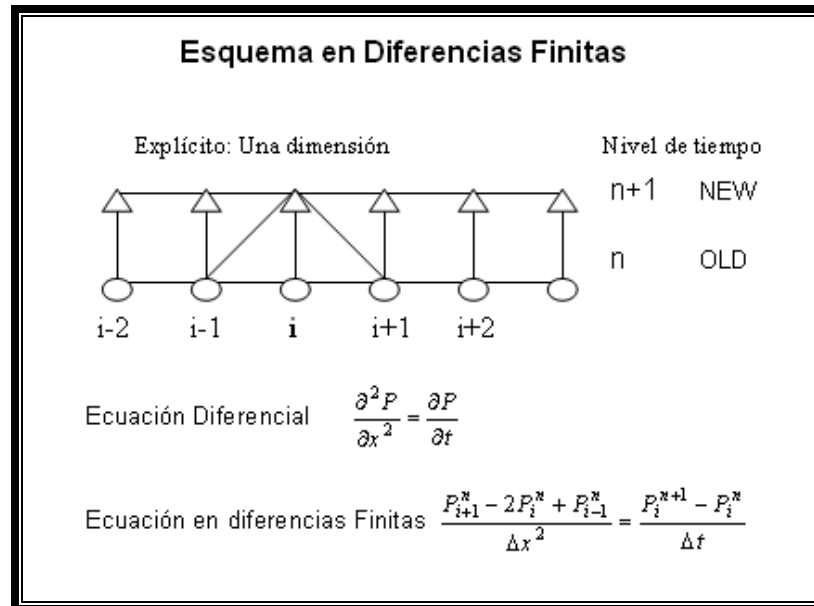 Esquema en Diferencias Finitas
Explícito: Una dimensión
Nivel de tiempo
n+1 NEW
n OLD
i-2 i-1 i i+1 i+2
Ecuación Diferencial ∂²P/∂x² = ∂P/∂t
Ecuación en diferencias Finitas (P_{i+1}^n − 2P_i^n + P_{i−1}^n)/Δx² = (P_i^{n+1} − P_i^n)/Δt